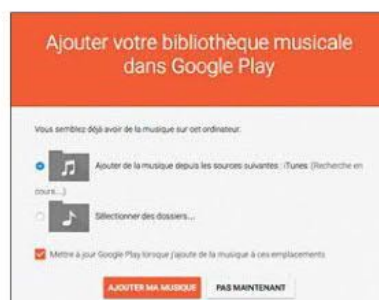 Ajouter votre bibliothèque musicale
dans Google Play
Vous semblez déjà avoir de la musique sur cet ordinateur.
Ajouter de la musique depuis les sources suivantes : iTunes (Recherche en
cours...)
Sélectionner des dossiers...
Mettre à jour Google Play lorsque j'ajoute de la musique à ces emplacements
AJOUTER MA MUSIQUE PAS MAINTENANT